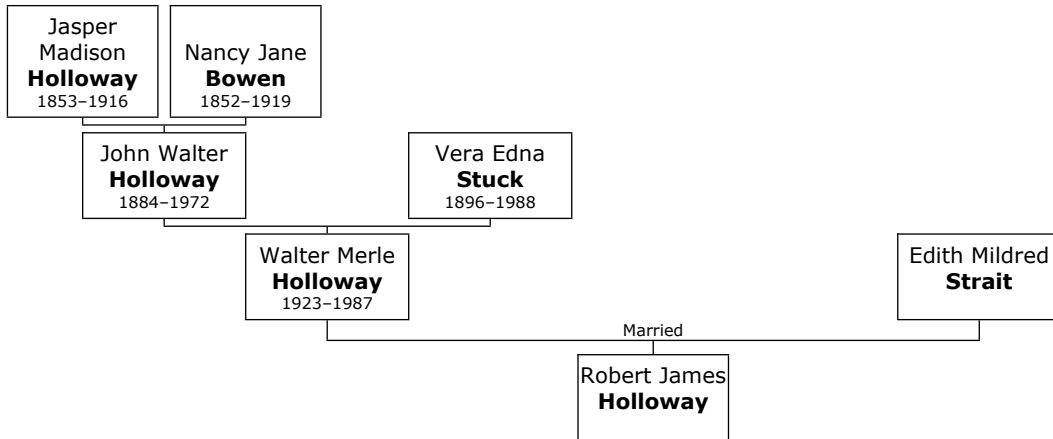 Jasper
Madison
Holloway
1853–1916
Nancy Jane
Bowen
1852–1919
John Walter
Holloway
1884–1972
Vera Edna
Stuck
1896–1988
Walter Merle
Holloway
1923–1987
Edith Mildred
Strait
Married
Robert James
Holloway